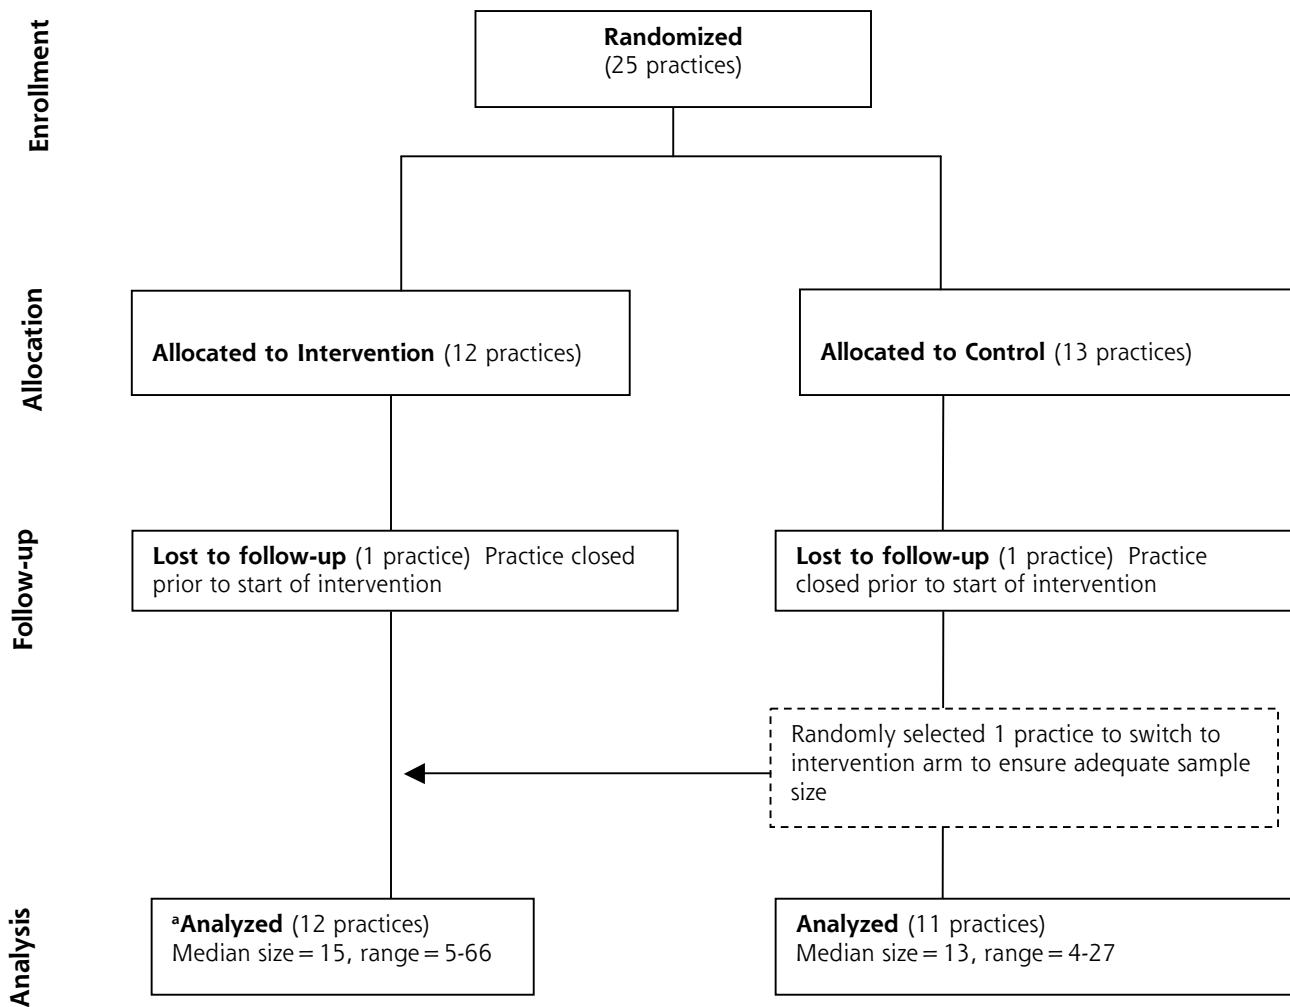 Enrollment
Randomized
(25 practices)
Allocation
Allocated to Intervention (12 practices)
Allocated to Control (13 practices)
Follow-up
Lost to follow-up (1 practice)  Practice closed
prior to start of intervention
Lost to follow-up (1 practice)  Practice
closed prior to start of intervention
Randomly selected 1 practice to switch to
intervention arm to ensure adequate sample
size
Analysis
aAnalyzed (12 practices)
Median size = 15, range = 5-66
Analyzed (11 practices)
Median size = 13, range = 4-27